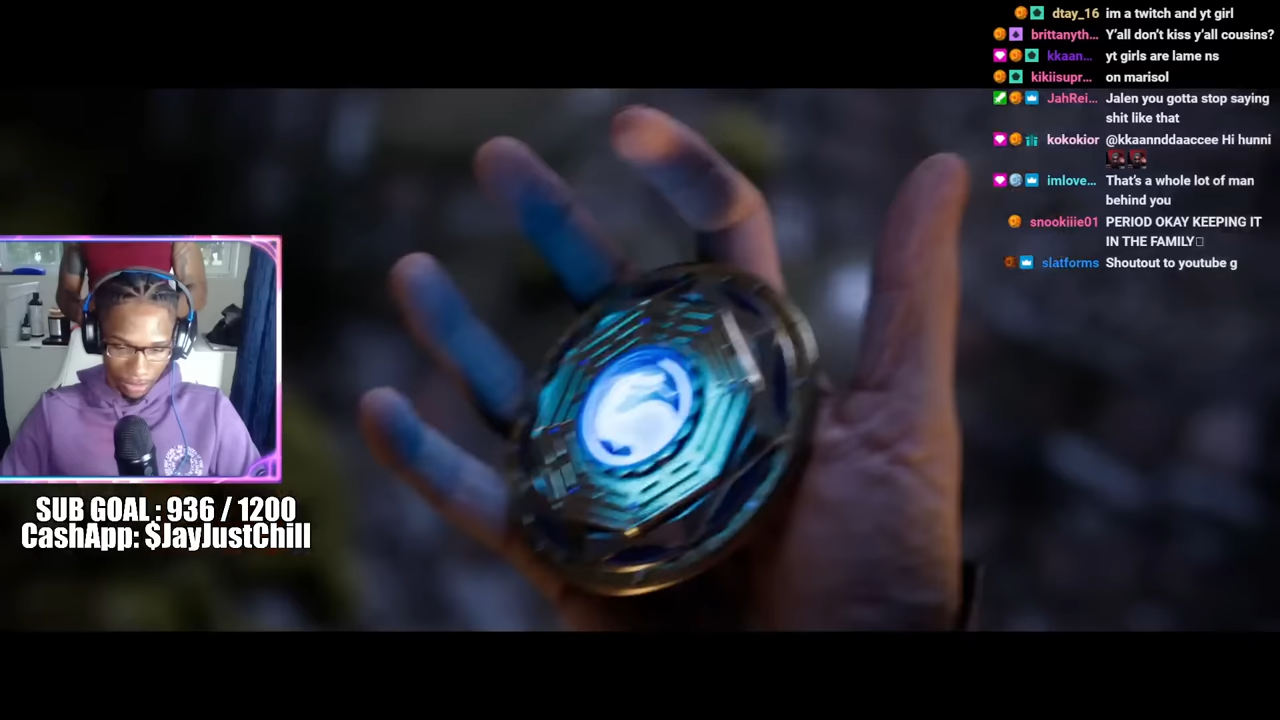 dtay_16 im a twitch and yt girl
brittanyth... Y'all don't kiss y'all cousins?
kkaan... yt girls are lame ns
kikiisupr... on marisol
JahRei... Jalen you gotta stop saying
shit like that
kokokior @kkaannddaaccee Hi hunni
imlove... That's a whole lot of man
behind you
snookiiie01 PERIOD OKAY KEEPING IT
IN THE FAMILY
slatforms Shoutout to youtube g
SUB GOAL : 936 / 1200
CashApp: $JayJustChill